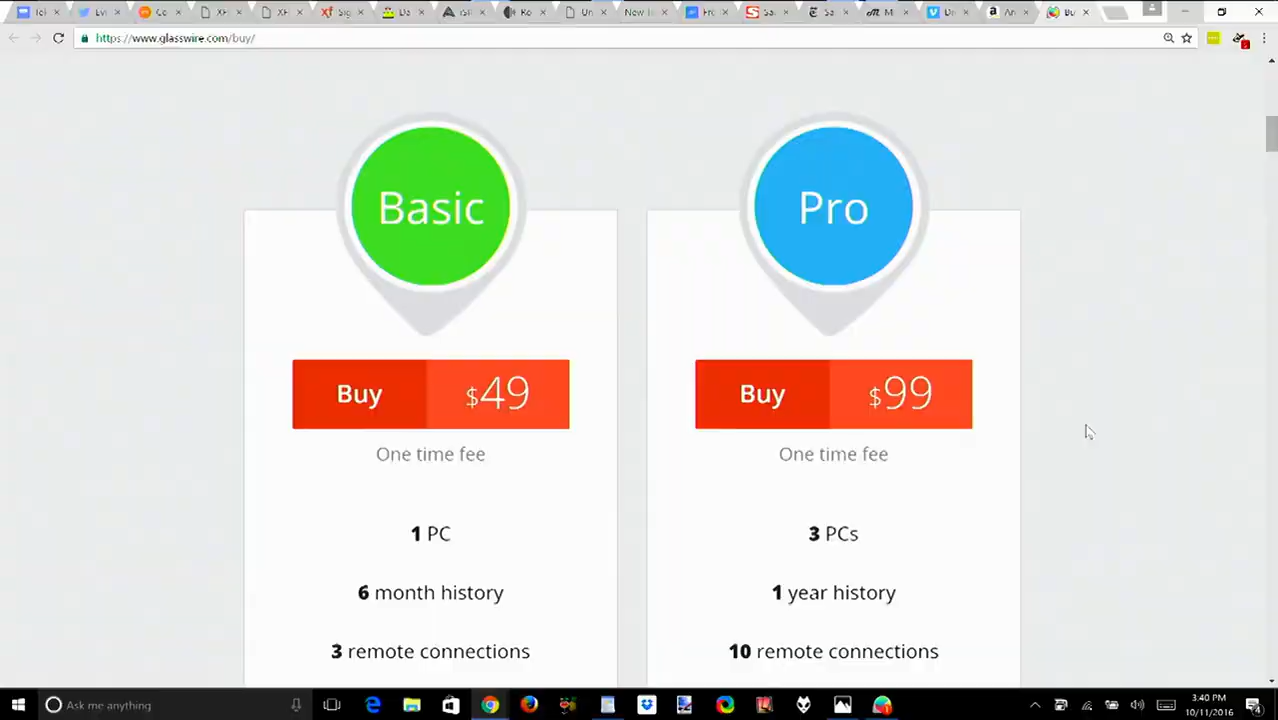 https://www.glasswire.com/buy/
Basic
Pro
Buy $49
Buy $99
One time fee
One time fee
1 PC
3 PCs
6 month history
1 year history
3 remote connections
10 remote connections
Ask me anything
3:40 PM
10/11/2016